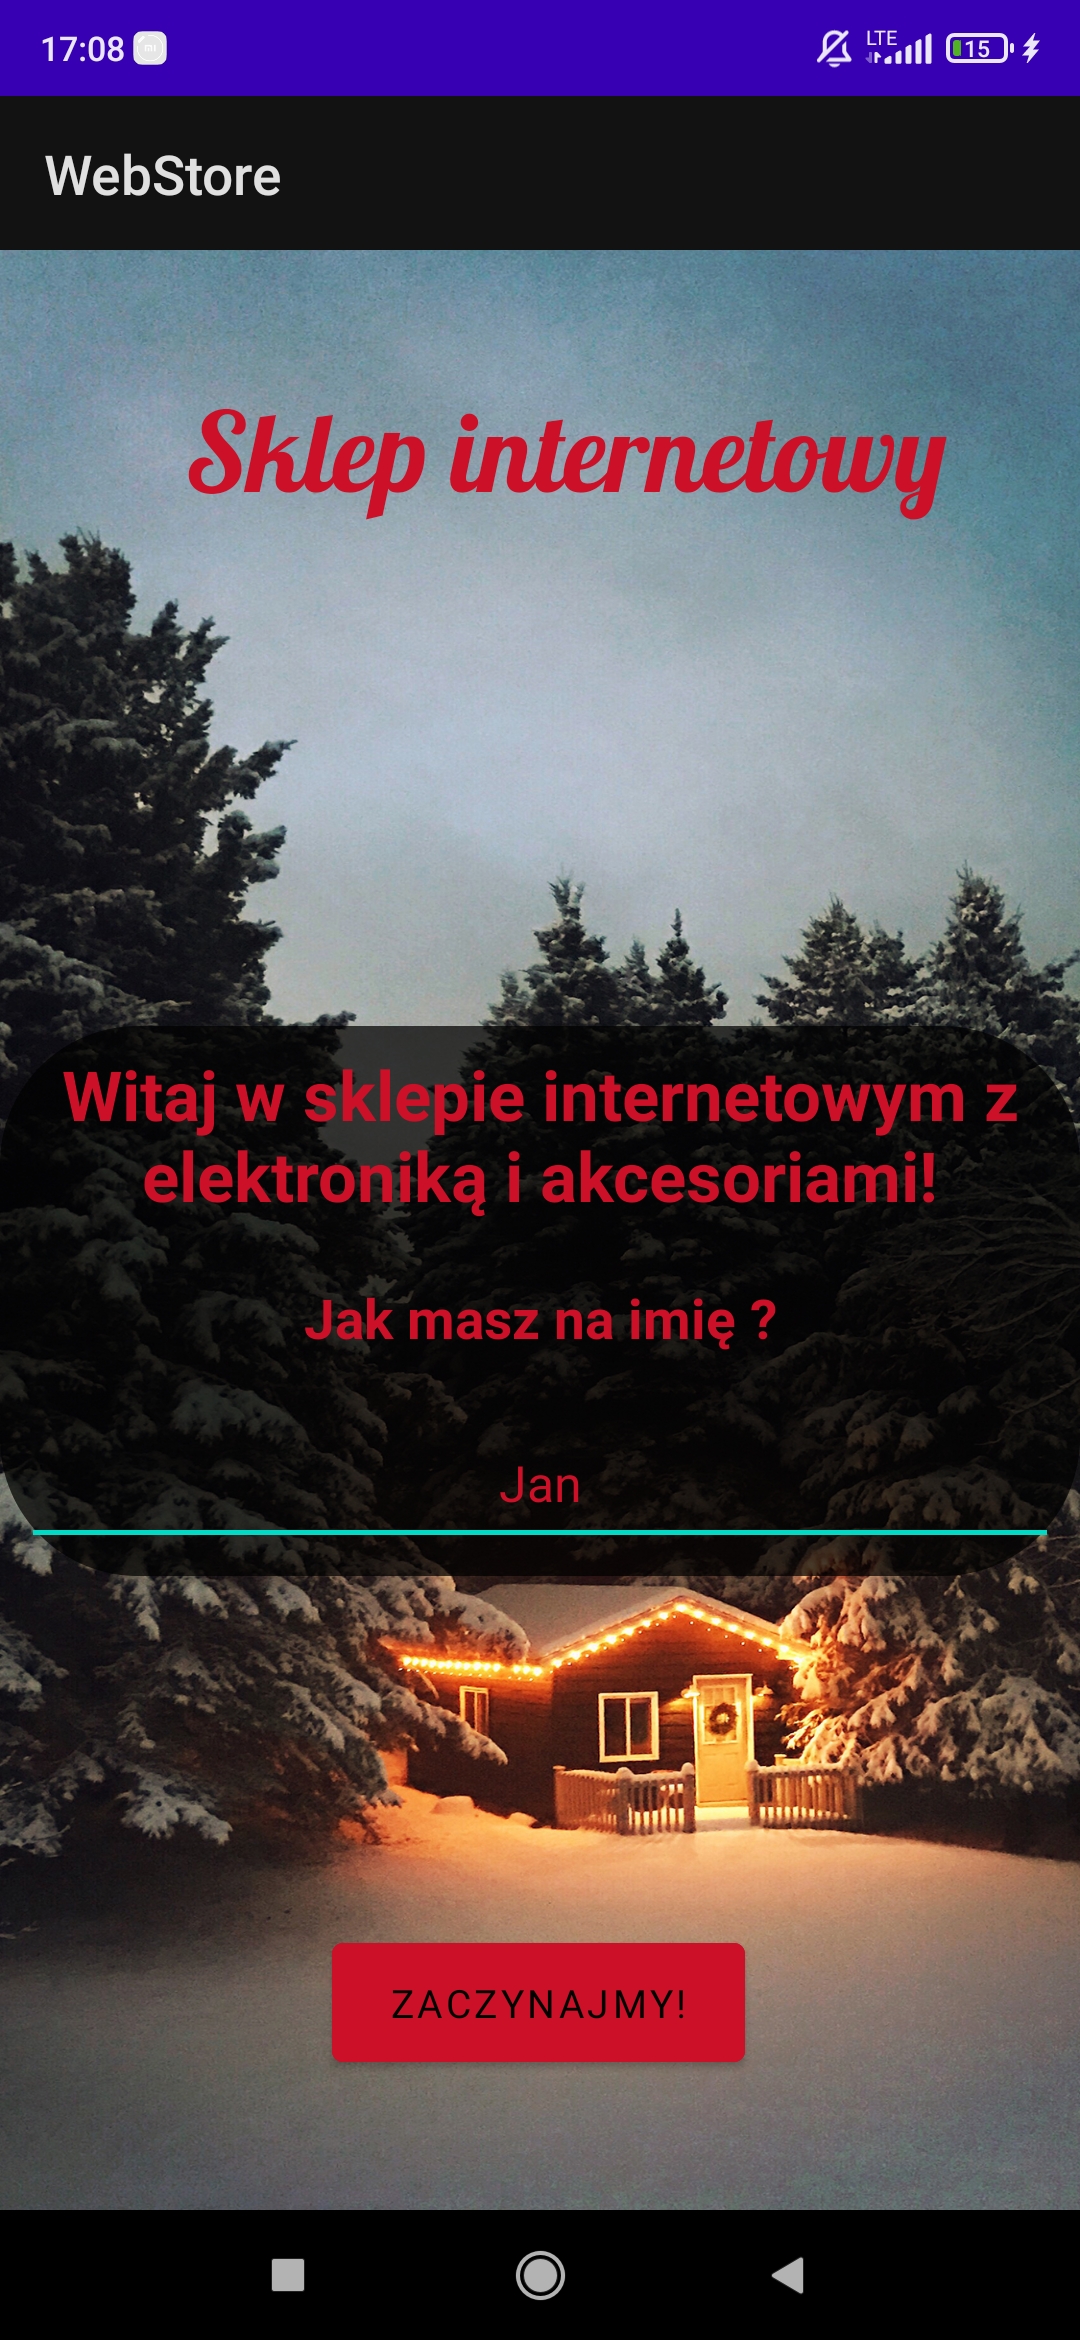 17:08
LTE
15
WebStore
Sklep internetowy
Witaj w sklepie internetowym z
elektroniką i akcesoriami!
Jak masz na imię ?
Jan
ZACZYNAJMY!